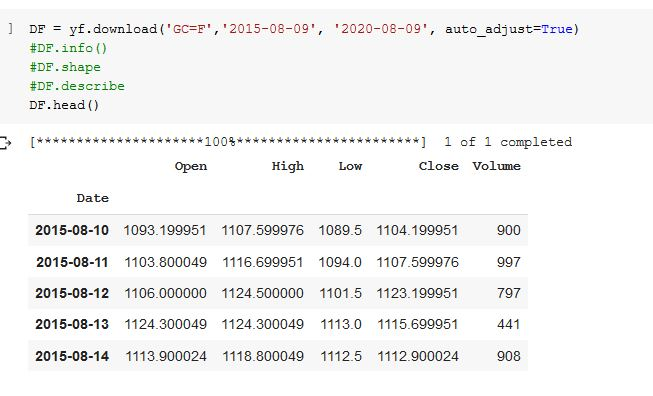 ] DF = yf.download('GC=F','2015-08-09', '2020-08-09', auto_adjust=True)
#DF.info()
#DF.shape
#DF.describe
DF.head()
[**********************100%***********************] 1 of 1 completed
Open High Low Close Volume
Date
2015-08-10 1093.199951 1107.599976 1089.5 1104.199951 900
2015-08-11 1103.800049 1116.699951 1094.0 1107.599976 997
2015-08-12 1106.000000 1124.500000 1101.5 1123.199951 797
2015-08-13 1124.300049 1124.300049 1113.0 1115.699951 441
2015-08-14 1113.900024 1118.800049 1112.5 1112.900024 908